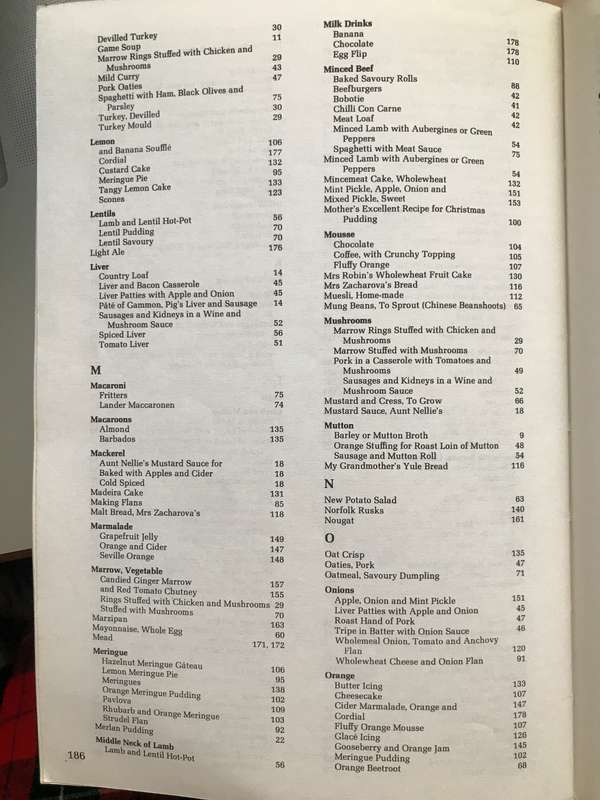 Devilled Turkey 30
Game Soup 11
Marrow Rings Stuffed with Chicken and
Mushrooms 29
Mild Curry 43
Pork Oaties 47
Spaghetti with Ham, Black Olives and
Parsley 75
Turkey, Devilled 30
Turkey Mould 29
Lemon
and Banana Soufflé 106
Cordial 177
Custard Cake 132
Meringue Pie 95
Tangy Lemon Cake 133
Scones 123
Lentils
Lamb and Lentil Hot-Pot 56
Lentil Pudding 70
Lentil Savoury 70
Light Ale 176
Liver
Country Loaf 14
Liver and Bacon Casserole 45
Liver Patties with Apple and Onion 45
Pâté of Gammon, Pig's Liver and Sausage 14
Sausages and Kidneys in a Wine and
Mushroom Sauce 52
Spiced Liver 56
Tomato Liver 51
M
Macaroni
Fritters 75
Lander Maccaronen 74
Macaroons
Almond 135
Barbados 135
Mackerel
Aunt Nellie's Mustard Sauce for 18
Baked with Apples and Cider 18
Cold Spiced 18
Madeira Cake 131
Making Flans 85
Malt Bread, Mrs Zacharova's 118
Marmalade
Grapefruit Jelly 149
Orange and Cider 147
Seville Orange 148
Marrow, Vegetable
Candied Ginger Marrow 157
and Red Tomato Chutney 155
Rings Stuffed with Chicken and Mushrooms 29
Stuffed with Mushrooms 70
Marzipan 163
Mayonnaise, Whole Egg 60
Mead 171, 172
Meringue
Hazelnut Meringue Gâteau 106
Lemon Meringue Pie 95
Meringues 138
Orange Meringue Pudding 102
Pavlova 109
Rhubarb and Orange Meringue 103
Strudel Flan 92
Merlan Pudding 22
Middle Neck of Lamb
Lamb and Lentil Hot-Pot 56
186
Milk Drinks
Banana 178
Chocolate 178
Egg Flip 110
Minced Beef
Baked Savoury Rolls 88
Beefburgers 42
Bobotie 42
Chilli Con Carne 41
Meat Loaf 42
Minced Lamb with Aubergines or Green
Peppers 54
Spaghetti with Meat Sauce 75
Minced Lamb with Aubergines or Green
Peppers 54
Mincemeat Cake, Wholewheat 132
Mint Pickle, Apple, Onion and 151
Mixed Pickle, Sweet 153
Mother's Excellent Recipe for Christmas
Pudding 100
Mousse
Chocolate 104
Coffee, with Crunchy Topping 105
Fluffy Orange 107
Mrs Robin's Wholewheat Fruit Cake 130
Mrs Zacharova's Bread 116
Muesli, Home-made 112
Mung Beans, To Sprout (Chinese Beanshoots) 65
Mushrooms
Marrow Rings Stuffed with Chicken and
Mushrooms 29
Marrow Stuffed with Mushrooms 70
Pork in a Casserole with Tomatoes and
Mushrooms 49
Sausages and Kidneys in a Wine and
Mushroom Sauce 52
Mustard and Cress, To Grow 66
Mustard Sauce, Aunt Nellie's 18
Mutton
Barley or Mutton Broth 9
Orange Stuffing for Roast Loin of Mutton 48
Sausage and Mutton Roll 54
My Grandmother's Yule Bread 116
N
New Potato Salad 63
Norfolk Rusks 140
Nougat 161
O
Oat Crisp 135
Oaties, Pork 47
Oatmeal, Savoury Dumpling 71
Onions
Apple, Onion and Mint Pickle 151
Liver Patties with Apple and Onion 45
Roast Hand of Pork 47
Tripe in Batter with Onion Sauce 46
Wholemeal Onion, Tomato and Anchovy
Flan 120
Wholewheat Cheese and Onion Flan 91
Orange
Butter Icing 133
Cheesecake 107
Cider Marmalade, Orange and 147
Cordial 178
Fluffy Orange Mousse 107
Glacé Icing 126
Gooseberry and Orange Jam 145
Meringue Pudding 102
Orange Beetroot 68